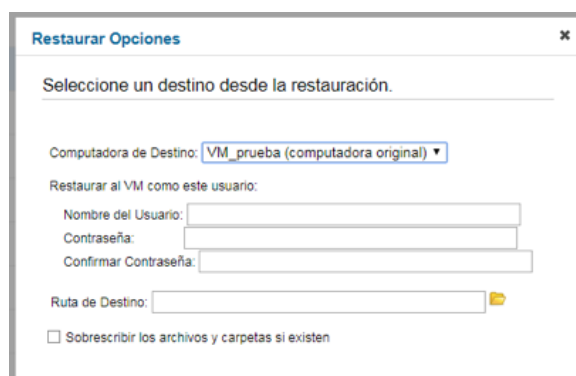 Restaurar Opciones
Seleccione un destino desde la restauración.
Computadora de Destino: VM_prueba (computadora original)
Restaurar al VM como este usuario:
Nombre del Usuario:
Contraseña:
Confirmar Contraseña:
Ruta de Destino:
Sobrescribir los archivos y carpetas si existen